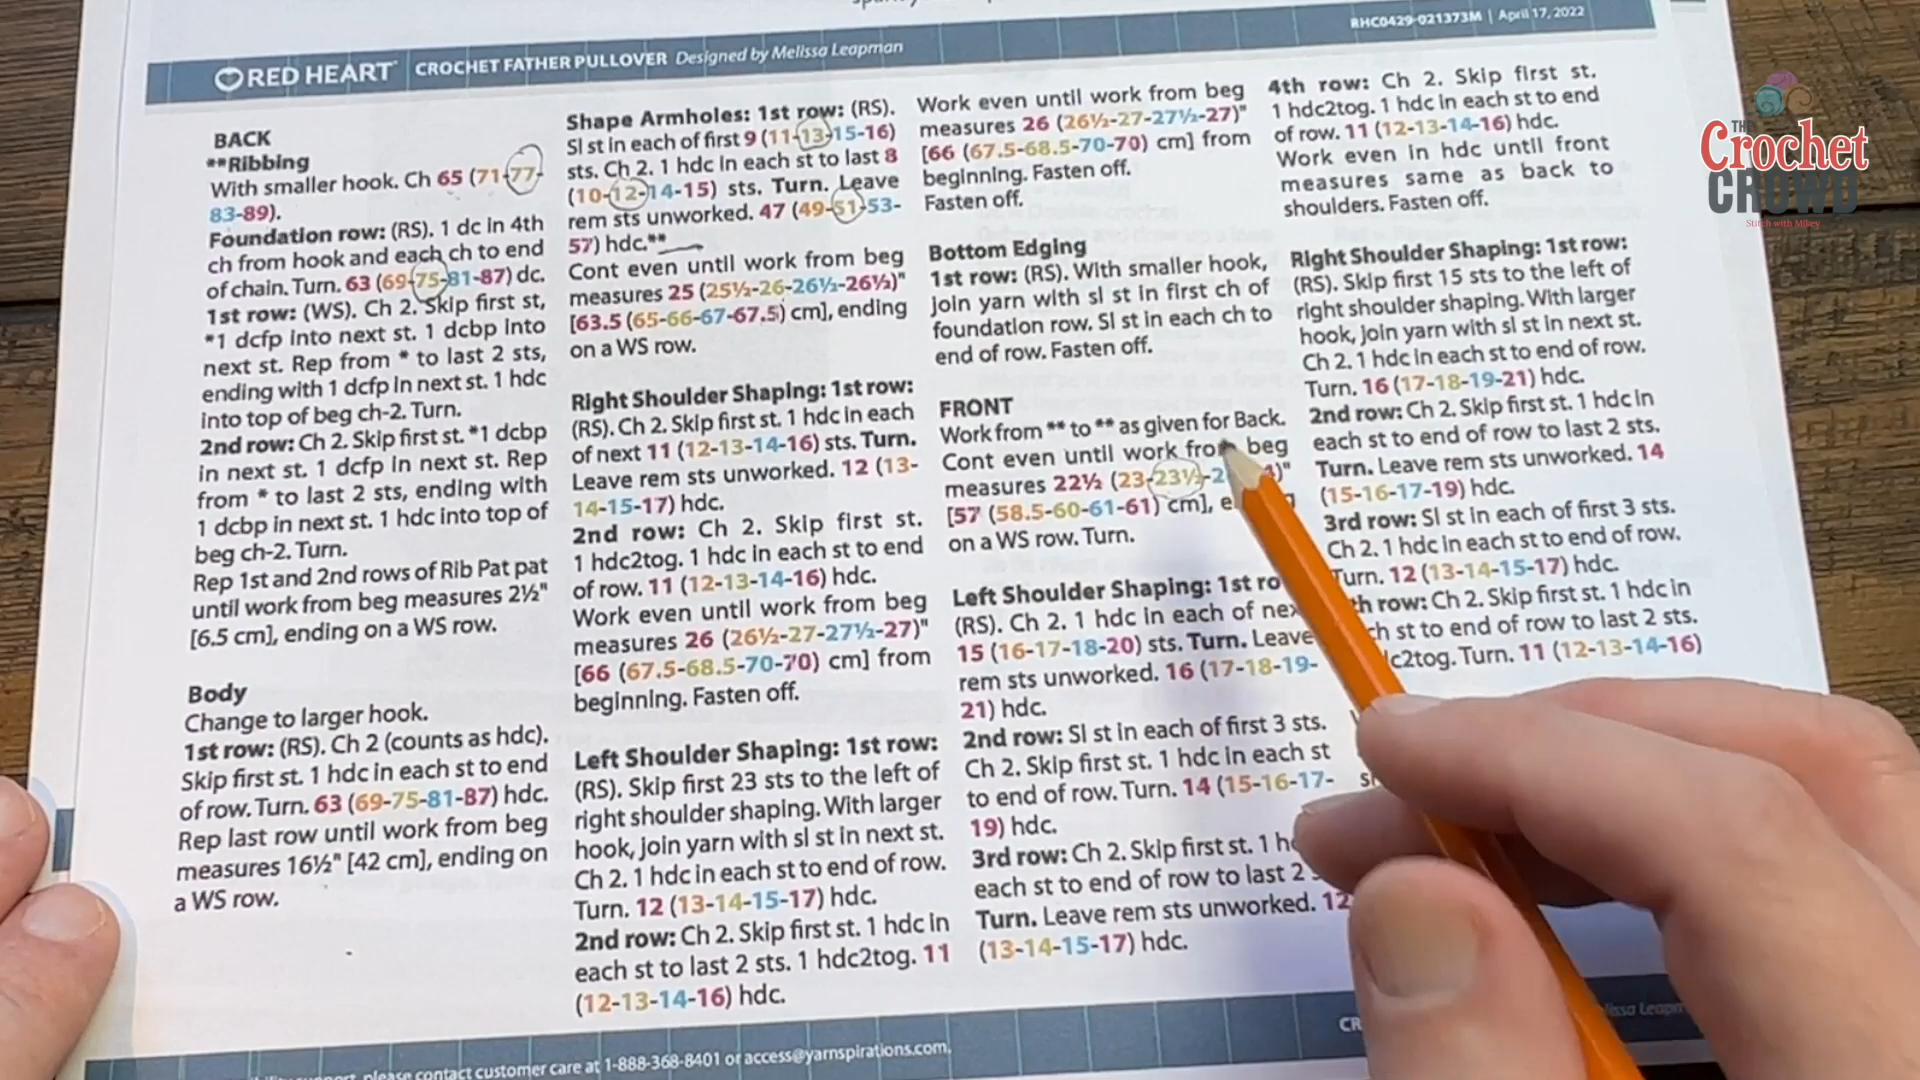 RED HEART CROCHET FATHER PULLOVER Designed by Melissa Leapman
RHC0429-021373M | April 17, 2022
BACK
**Ribbing
With smaller hook. Ch 65 (71-77-
83-89).
Foundation row: (RS). 1 dc in 4th
ch from hook and each ch to end
of chain. Turn. 63 (69-75-81-87) dc.
1st row: (WS). Ch 2. Skip first st,
*1 dcfp into next st. 1 dcbp into
next st. Rep from * to last 2 sts,
ending with 1 dcfp in next st. 1 hdc
into top of beg ch-2. Turn.
2nd row: Ch 2. Skip first st. *1 dcbp
in next st. 1 dcfp in next st. Rep
from * to last 2 sts, ending with
1 dcbp in next st. 1 hdc into top of
beg ch-2. Turn.
Rep 1st and 2nd rows of Rib Pat pat
until work from beg measures 2½"
[6.5 cm], ending on a WS row.
Body
Change to larger hook.
1st row: (RS). Ch 2 (counts as hdc).
Skip first st. 1 hdc in each st to end
of row. Turn. 63 (69-75-81-87) hdc.
Rep last row until work from beg
measures 16½" [42 cm], ending on
a WS row.
Shape Armholes: 1st row: (RS).
Sl st in each of first 9 (11-13-15-16)
sts. Ch 2. 1 hdc in each st to last 8
(10-12-14-15) sts. Turn. Leave
rem sts unworked. 47 (49-51-53-
57) hdc.**
Cont even until work from beg
measures 25 (25½-26-26½-26½)"
[63.5 (65-66-67-67.5) cm], ending
on a WS row.
Right Shoulder Shaping: 1st row:
(RS). Ch 2. Skip first st. 1 hdc in each
of next 11 (12-13-14-16) sts. Turn.
Leave rem sts unworked. 12 (13-
14-15-17) hdc.
2nd row: Ch 2. Skip first st.
1 hdc2tog. 1 hdc in each st to end
of row. 11 (12-13-14-16) hdc.
Work even until work from beg
measures 26 (26½-27-27½-27)"
[66 (67.5-68.5-70-70) cm] from
beginning. Fasten off.
Left Shoulder Shaping: 1st row:
(RS). Skip first 23 sts to the left of
right shoulder shaping. With larger
hook, join yarn with sl st in next st.
Ch 2. 1 hdc in each st to end of row.
Turn. 12 (13-14-15-17) hdc.
2nd row: Ch 2. Skip first st. 1 hdc in
each st to last 2 sts. 1 hdc2tog. 11
(12-13-14-16) hdc.
Work even until work from beg
measures 26 (26½-27-27½-27)"
[66 (67.5-68.5-70-70) cm] from
beginning. Fasten off.
Fasten off.
Bottom Edging
1st row: (RS). With smaller hook,
join yarn with sl st in first ch of
foundation row. Sl st in each ch to
end of row. Fasten off.
FRONT
Work from ** to ** as given for Back.
Cont even until work from beg
measures 22½ (23-23½-
[57 (58.5-60-61-61) cm],
on a WS row. Turn.
Left Shoulder Shaping: 1st
(RS). Ch 2. 1 hdc in each of
15 (16-17-18-20) sts. Turn. Leave
rem sts unworked. 16 (17-18-19-
21) hdc.
2nd row: Sl st in each of first 3 sts.
Ch 2. Skip first st. 1 hdc in each st
to end of row. Turn. 14 (15-16-17-
19) hdc.
3rd row: Ch 2. Skip first st. 1
each st to end of row to last 2
Turn. Leave rem sts unworked. 12
(13-14-15-17) hdc.
4th row: Ch 2. Skip first st.
1 hdc2tog. 1 hdc in each st to end
of row. 11 (12-13-14-16) hdc.
Work even in hdc until front
measures same as back to
shoulders. Fasten off.
Right Shoulder Shaping: 1st row:
(RS). Skip first 15 sts to the left of
right shoulder shaping. With larger
hook, join yarn with sl st in next st.
Ch 2. 1 hdc in each st to end of row.
Turn. 16 (17-18-19-21) hdc.
2nd row: Ch 2. Skip first st. 1 hdc in
each st to end of row to last 2 sts.
Turn. Leave rem sts unworked. 14
(15-16-17-19) hdc.
3rd row: Sl st in each of first 3 sts.
Ch 2. 1 hdc in each st to end of row.
Turn. 12 (13-14-15-17) hdc.
row: Ch 2. Skip first st. 1 hdc in
st to end of row to last 2 sts.
Turn. 11 (12-13-14-16)
please contact customer care at 1-888-368-8401 or access@yarnspirations.com.
THE
Crochet
CROWD
Stitch with Mikey